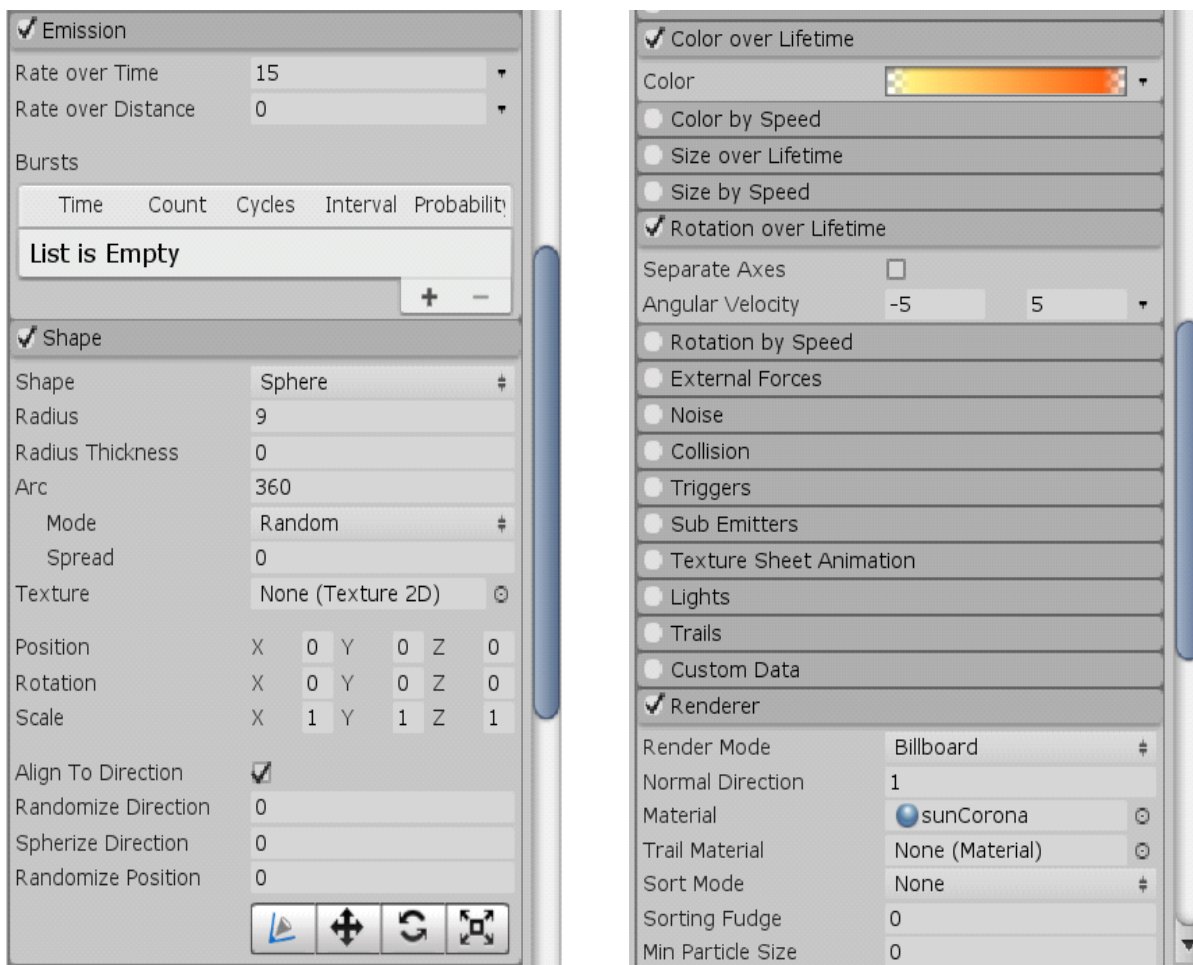 Emission
Rate over Time 15
Rate over Distance 0
Bursts
Time Count Cycles Interval Probability
List is Empty
Shape
Shape Sphere
Radius 9
Radius Thickness 0
Arc 360
Mode Random
Spread 0
Texture None (Texture 2D)
Position X 0 Y 0 Z 0
Rotation X 0 Y 0 Z 0
Scale X 1 Y 1 Z 1
Align To Direction
Randomize Direction 0
Spherize Direction 0
Randomize Position 0
Color over Lifetime
Color
Color by Speed
Size over Lifetime
Size by Speed
Rotation over Lifetime
Separate Axes
Angular Velocity -5 5
Rotation by Speed
External Forces
Noise
Collision
Triggers
Sub Emitters
Texture Sheet Animation
Lights
Trails
Custom Data
Renderer
Render Mode Billboard
Normal Direction 1
Material sunCorona
Trail Material None (Material)
Sort Mode None
Sorting Fudge 0
Min Particle Size 0